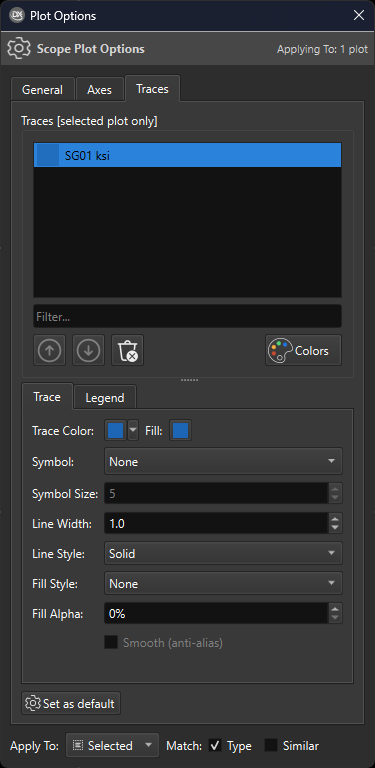 DX Plot Options
Scope Plot Options Applying To: 1 plot
General Axes Traces
Traces [selected plot only]
SG01 ksi
Filter...
Colors
Trace Legend
Trace Color: Fill:
Symbol: None
Symbol Size: 5
Line Width: 1.0
Line Style: Solid
Fill Style: None
Fill Alpha: 0%
Smooth (anti-alias)
Set as default
Apply To: Selected Match: Type Similar